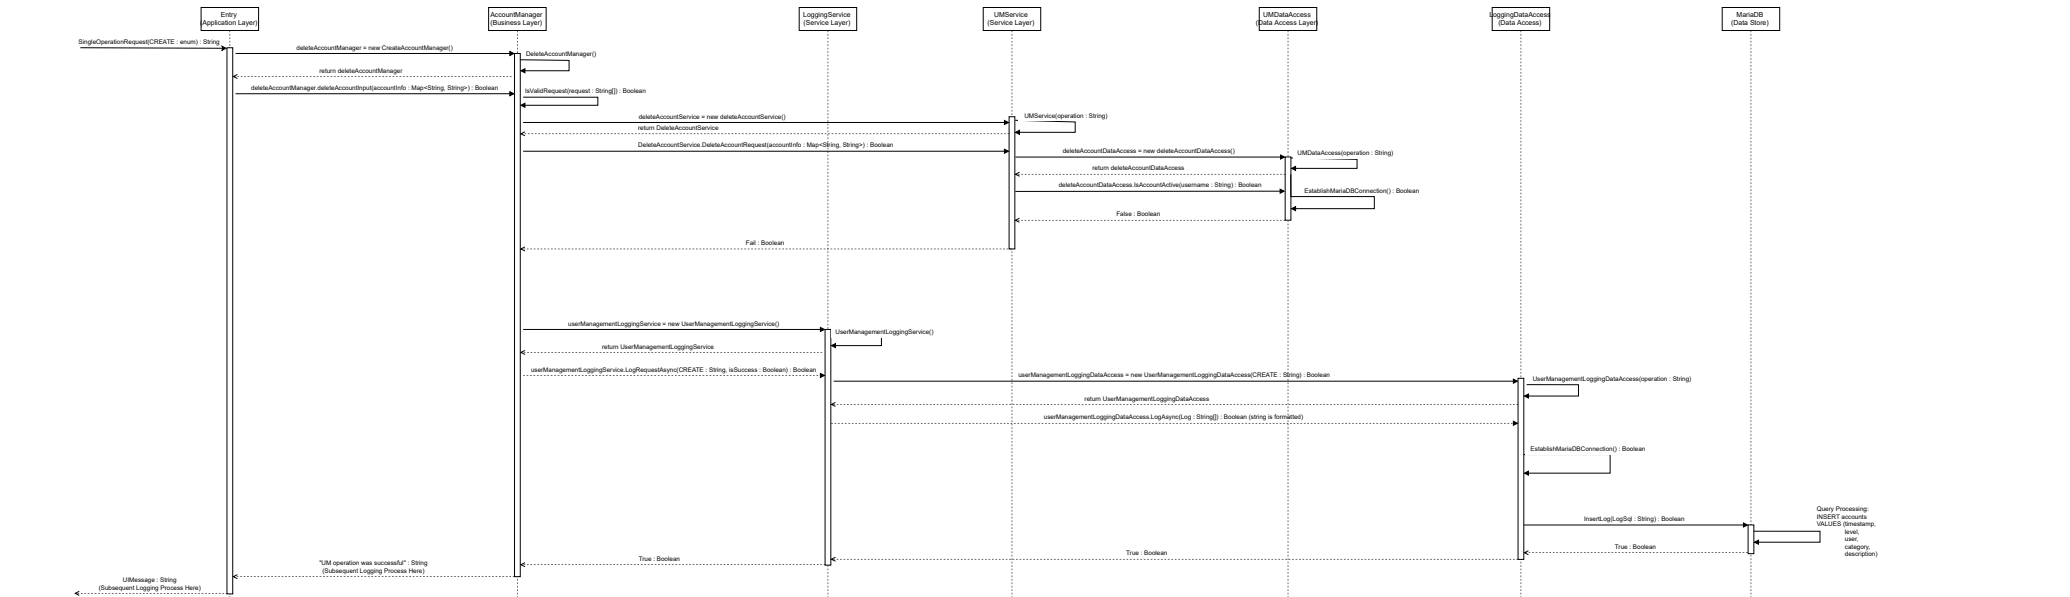 Entry
(Application Layer)
AccountManager
(Business Layer)
LoggingService
(Service Layer)
UMService
(Service Layer)
UMDataAccess
(Data Access Layer)
LoggingDataAccess
(Data Access)
MariaDB
(Data Store)
SingleOperationRequest(CREATE : enum) : String
deleteAccountManager = new CreateAccountManager()
DeleteAccountManager()
return deleteAccountManager
deleteAccountManager.deleteAccountInput(accountInfo : Map<String, String>) : Boolean
IsValidRequest(request : String[]) : Boolean
deleteAccountService = new deleteAccountService()
UMService(operation : String)
return DeleteAccountService
DeleteAccountService.DeleteAccountRequest(accountInfo : Map<String, String>) : Boolean
deleteAccountDataAccess = new deleteAccountDataAccess()
UMDataAccess(operation : String)
return deleteAccountDataAccess
deleteAccountDataAccess.IsAccountActive(username : String) : Boolean
EstablishMariaDBConnection() : Boolean
False : Boolean
Fail : Boolean
userManagementLoggingService = new UserManagementLoggingService()
UserManagementLoggingService()
return UserManagementLoggingService
userManagementLoggingService.LogRequestAsync(CREATE : String, isSuccess : Boolean) : Boolean
userManagementLoggingDataAccess = new UserManagementLoggingDataAccess(CREATE : String) : Boolean
UserManagementLoggingDataAccess(operation : String)
return UserManagementLoggingDataAccess
userManagementLoggingDataAccess.LogAsync(Log : String[]) : Boolean (string is formatted)
EstablishMariaDBConnection() : Boolean
InsertLog(LogSql : String) : Boolean
Query Processing:
INSERT accounts
VALUES (timestamp,
level,
user,
category,
description)
True : Boolean
True : Boolean
True : Boolean
"UM operation was successful" : String
(Subsequent Logging Process Here)
UIMessage : String
(Subsequent Logging Process Here)